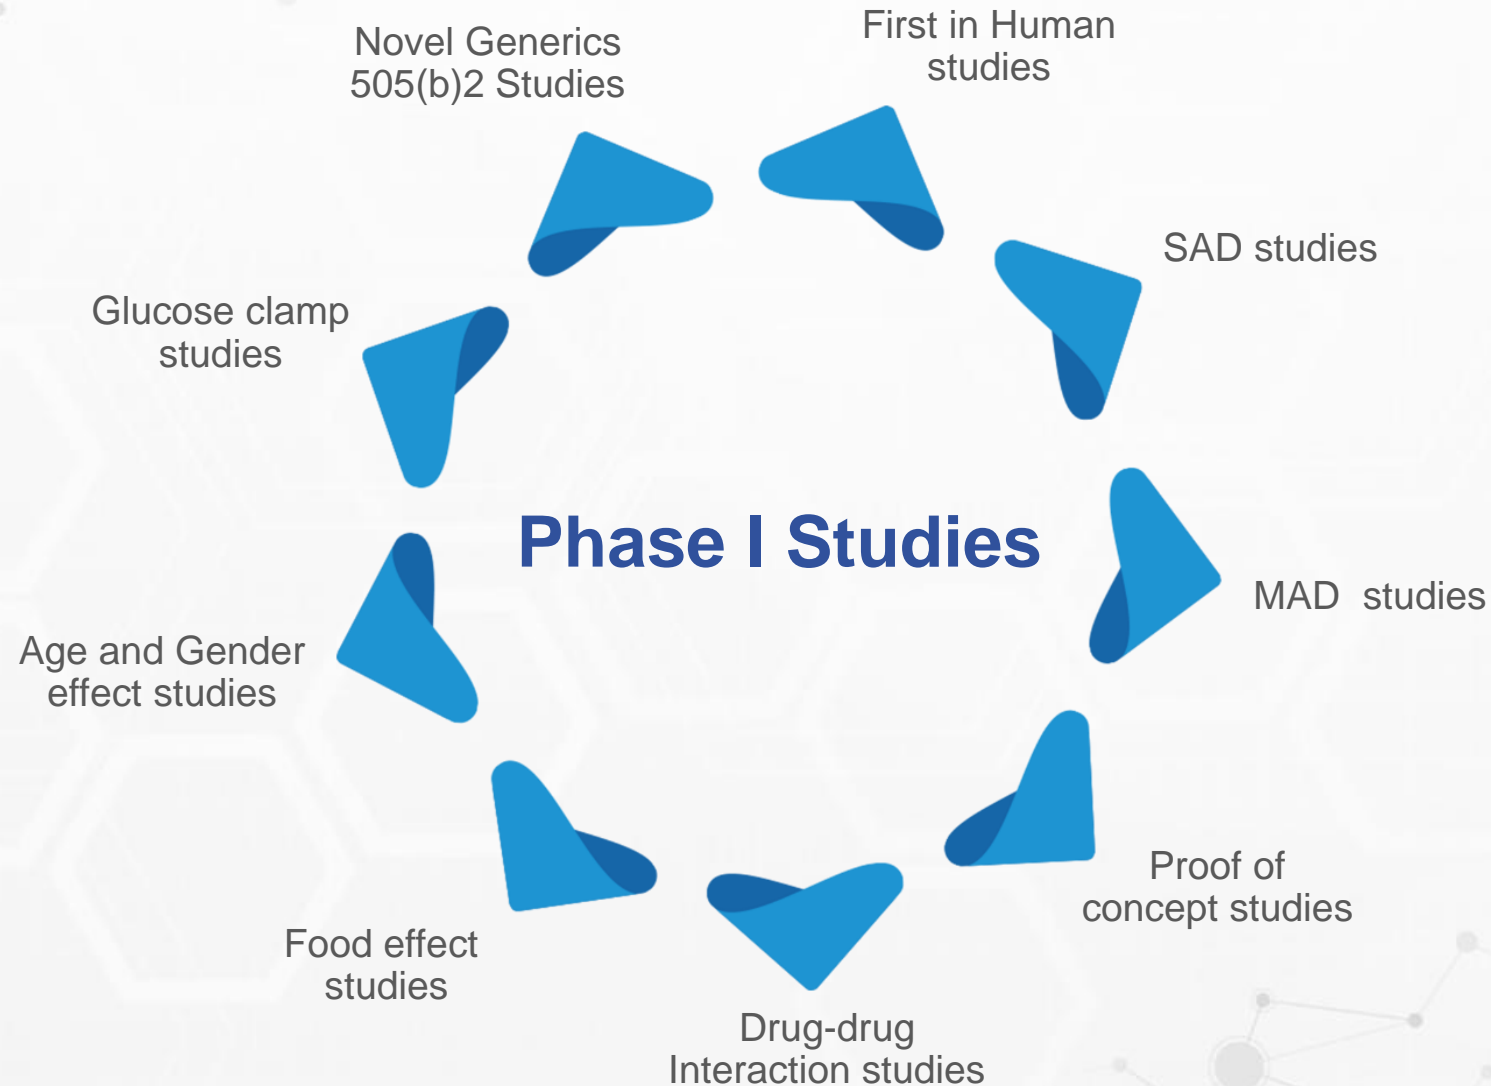 Novel Generics
505(b)2 Studies
First in Human
studies
SAD studies
Glucose clamp
studies
Phase I Studies
MAD  studies
Age and Gender
effect studies
Proof of
concept studies
Food effect
studies
Drug-drug
Interaction studies